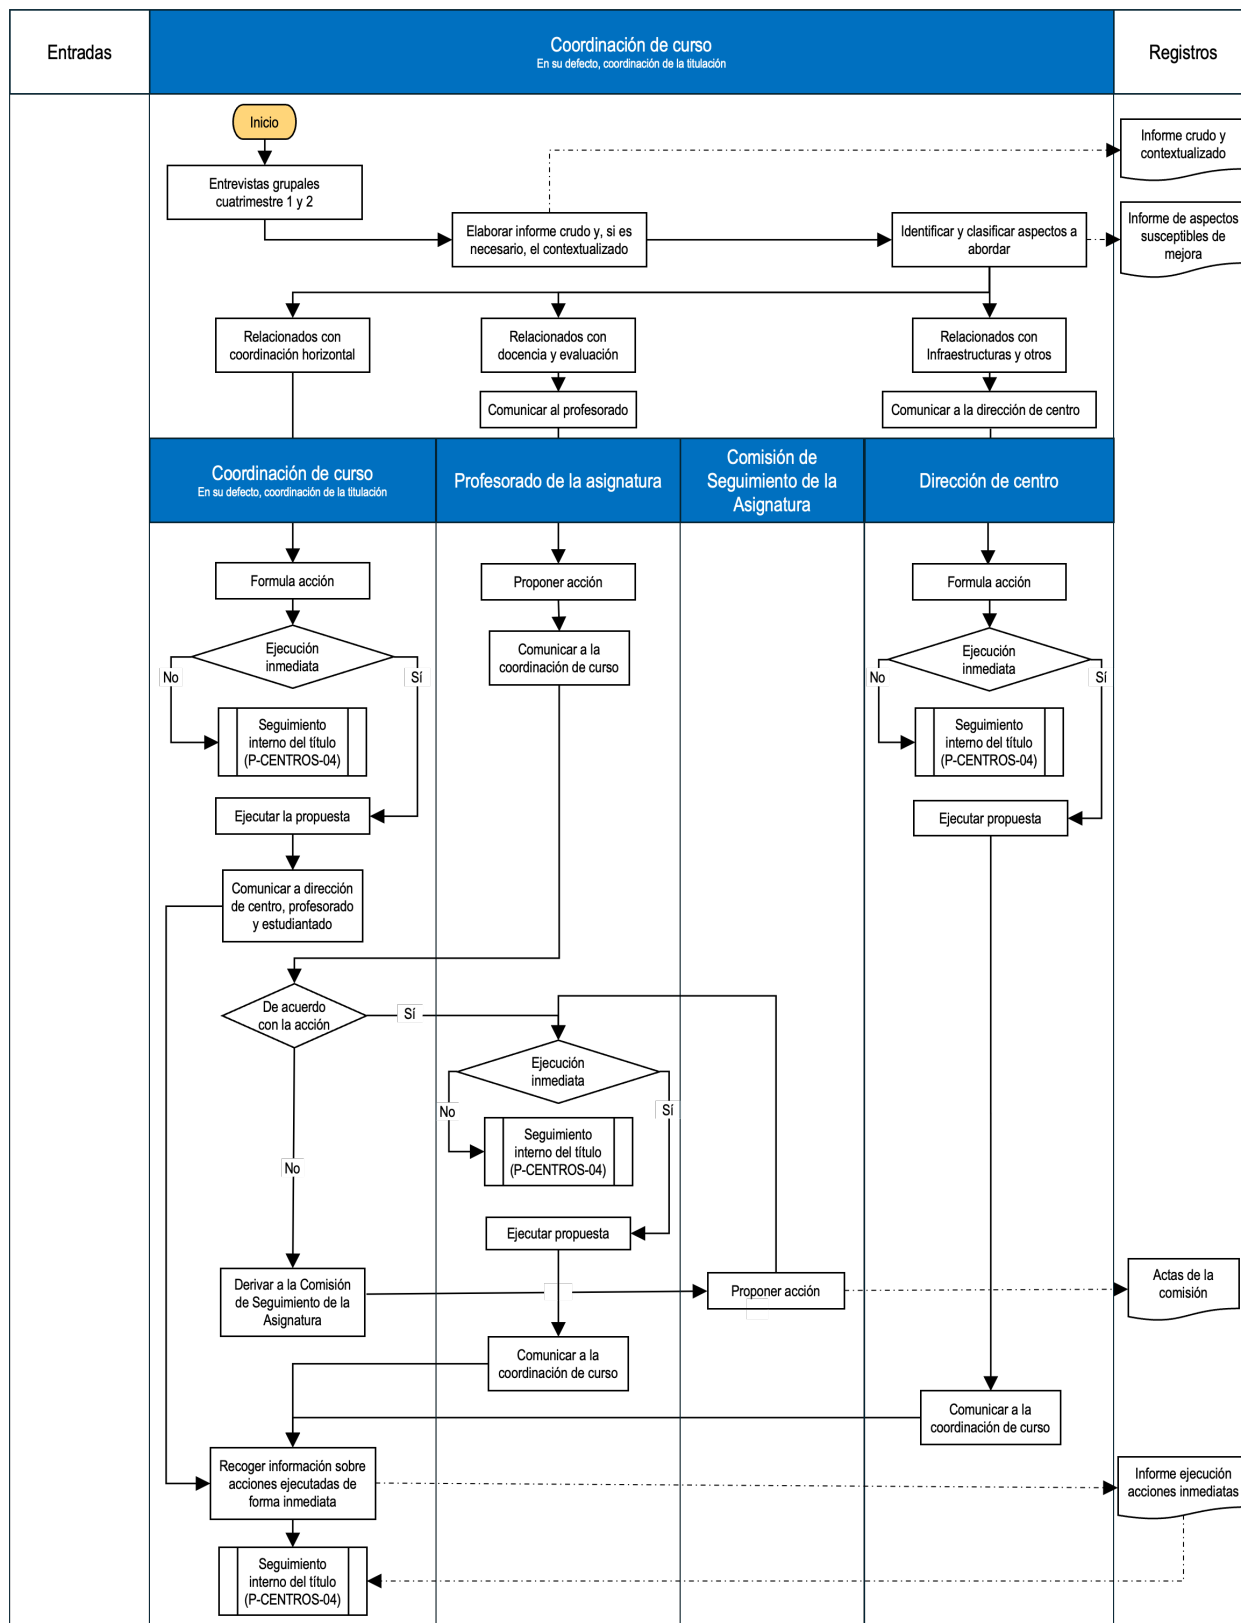 Entradas
Coordinación de curso
En su defecto, coordinación de la titulación
Registros
Inicio
Informe crudo y
contextualizado
Entrevistas grupales
cuatrimestre 1 y 2
Elaborar informe crudo y, si es
necesario, el contextualizado
Identificar y clasificar aspectos a
abordar
Informe de aspectos
susceptibles de
mejora
Relacionados con
coordinación horizontal
Relacionados con
docencia y evaluación
Relacionados con
Infraestructuras y otros
Comunicar al profesorado
Comunicar a la dirección de centro
Coordinación de curso
En su defecto, coordinación de la titulación
Profesorado de la asignatura
Comisión de
Seguimiento de la
Asignatura
Dirección de centro
Formula acción
Proponer acción
Formula acción
Ejecución
inmediata
No
Sí
Comunicar a la
coordinación de curso
Ejecución
inmediata
No
Sí
Seguimiento
interno del título
(P-CENTROS-04)
Seguimiento
interno del título
(P-CENTROS-04)
Ejecutar la propuesta
Ejecutar propuesta
Comunicar a dirección
de centro, profesorado
y estudiantado
De acuerdo
con la acción
Sí
Ejecución
inmediata
No
Sí
Seguimiento
interno del título
(P-CENTROS-04)
No
Ejecutar propuesta
Derivar a la Comisión
de Seguimiento de la
Asignatura
Proponer acción
Actas de la
comisión
Comunicar a la
coordinación de curso
Comunicar a la
coordinación de curso
Recoger información sobre
acciones ejecutadas de
forma inmediata
Informe ejecución
acciones inmediatas
Seguimiento
interno del título
(P-CENTROS-04)